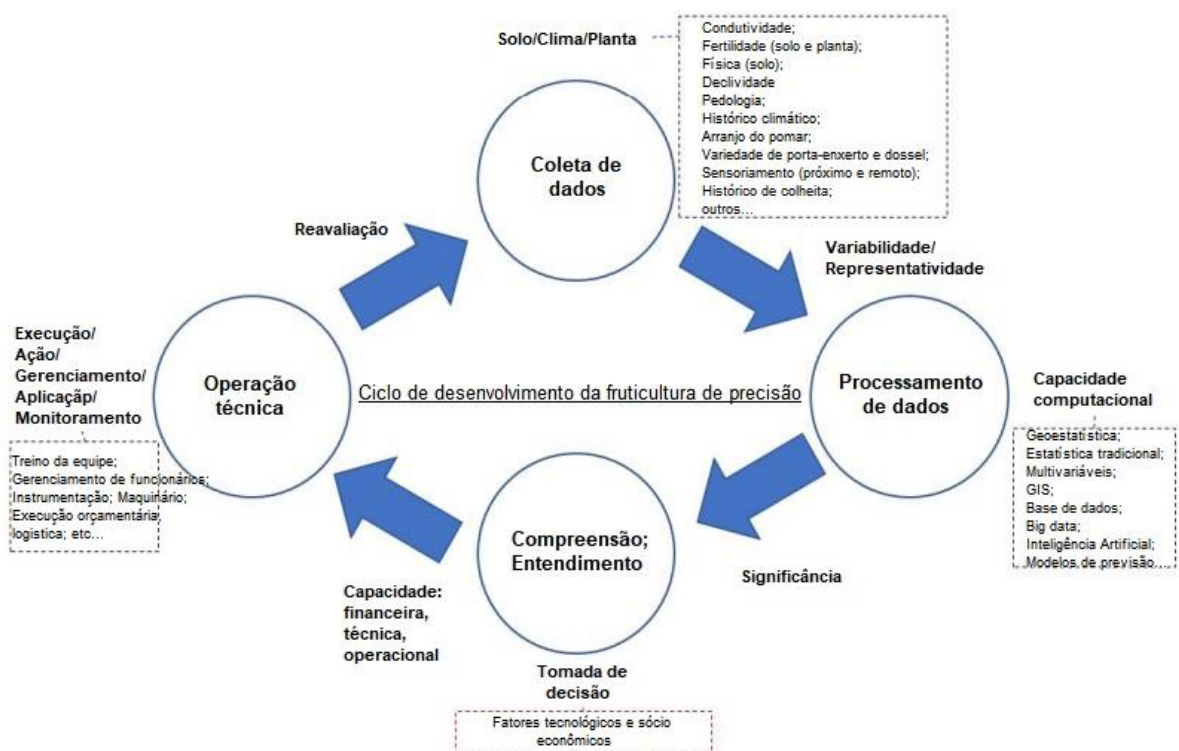 Solo/Clima/Planta
Condutividade;
Fertilidade (solo e planta);
Física (solo);
Declividade
Pedologia;
Histórico climático;
Arranjo do pomar;
Variedade de porta-enxerto e dossel;
Sensoriamento (próximo e remoto);
Histórico de colheita;
outros...
Coleta de
dados
Reavaliação
Variabilidade/
Representatividade
Execução/
Ação/
Gerenciamento/
Aplicaçãp/
Monitoramento
Operação
técnica
Ciclo de desenvolvimento da fruticultura de precisão
Processamento
de dados
Capacidade
computacional
Geoestatística;
Estatística tradicional;
Multivariáveis;
GIS;
Base de dados;
Big data;
Inteligência Artificial;
Modelos de previsão...
Treino da equipe;
Gerenciamento de funcionários;
Instrumentação; Maquinário;
Execução orçamentária,
logistica; etc...
Compreensão;
Entendimento
Significância
Capacidade:
financeira,
técnica,
operacional
Tomada de
decisão
Fatores tecnológicos e sócio
econômicos